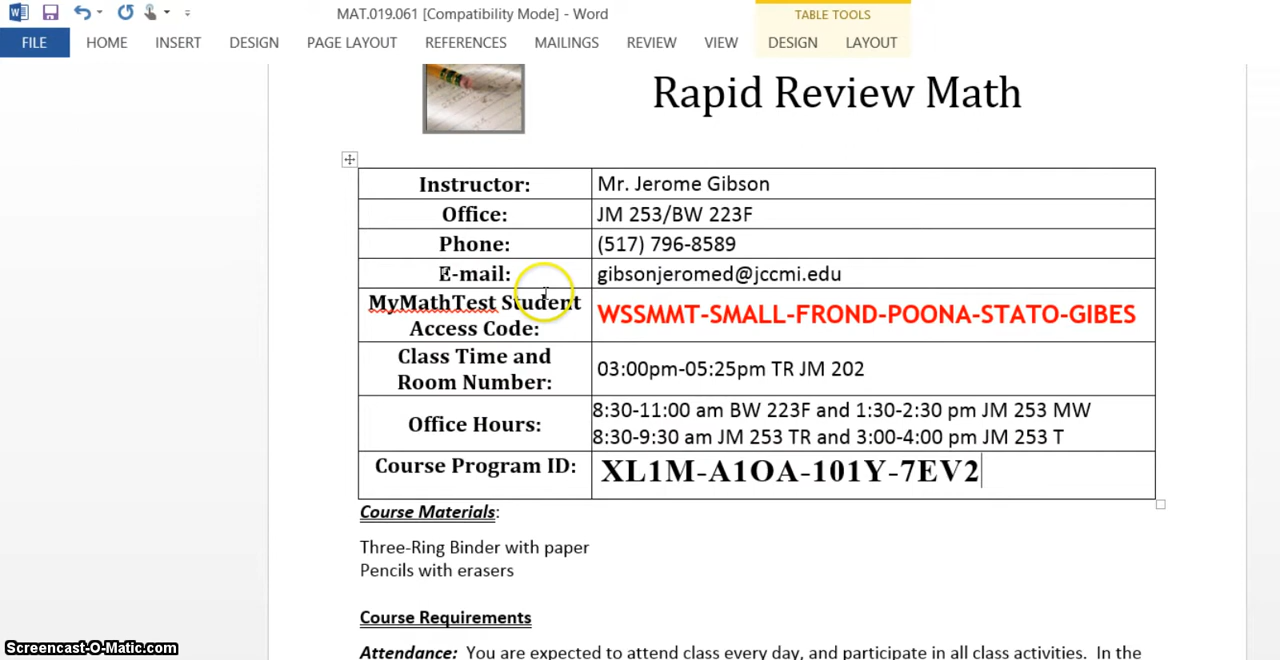 MAT.019.061 [Compatibility Mode] - Word
TABLE TOOLS
FILE HOME INSERT DESIGN PAGE LAYOUT REFERENCES MAILINGS REVIEW VIEW DESIGN LAYOUT
Rapid Review Math
Instructor: Mr. Jerome Gibson
Office: JM 253/BW 223F
Phone: (517) 796-8589
E-mail: gibsonjeromed@jccmi.edu
MyMathTest Student
Access Code: WSSMMT-SMALL-FROND-POONA-STATO-GIBES
Class Time and
Room Number: 03:00pm-05:25pm TR JM 202
Office Hours: 8:30-11:00 am BW 223F and 1:30-2:30 pm JM 253 MW
8:30-9:30 am JM 253 TR and 3:00-4:00 pm JM 253 T
Course Program ID: XL1M-A1OA-101Y-7EV2
Course Materials:
Three-Ring Binder with paper
Pencils with erasers
Course Requirements
Attendance: You are expected to attend class every day, and participate in all class activities. In the
Screencast-O-Matic.com